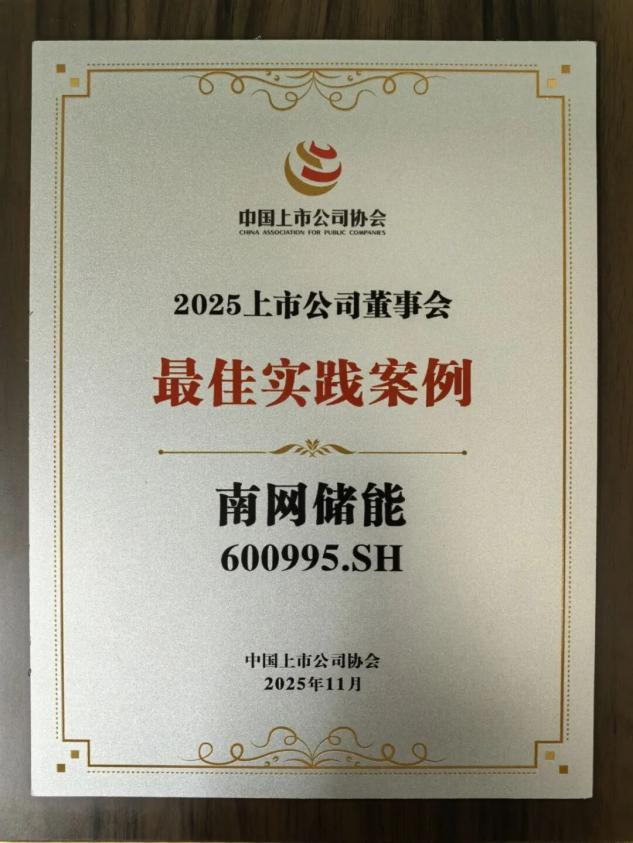 中国上市公司协会
CHINA ASSOCIATION FOR PUBLIC COMPANIES
2025上市公司董事会
最佳实践案例
南网储能
600995.SH
中国上市公司协会
2025年11月